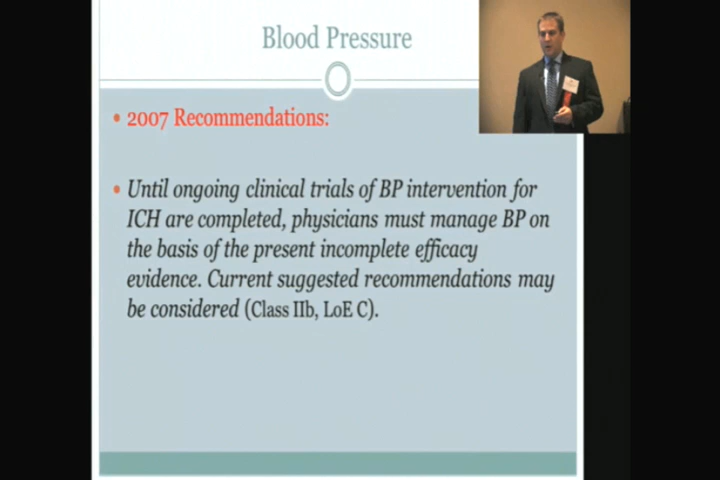 Blood Pressure
• 2007 Recommendations:
• Until ongoing clinical trials of BP intervention for
ICH are completed, physicians must manage BP on
the basis of the present incomplete efficacy
evidence. Current suggested recommendations may
be considered (Class IIb, LoE C).